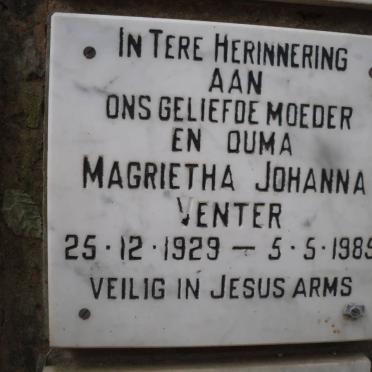 IN TERE HERINNERING
AAN
ONS GELIEFDE MOEDER
EN OUMA
MAGRIETHA JOHANNA
VENTER
25·12·1929 – 5·5·1985
VEILIG IN JESUS ARMS